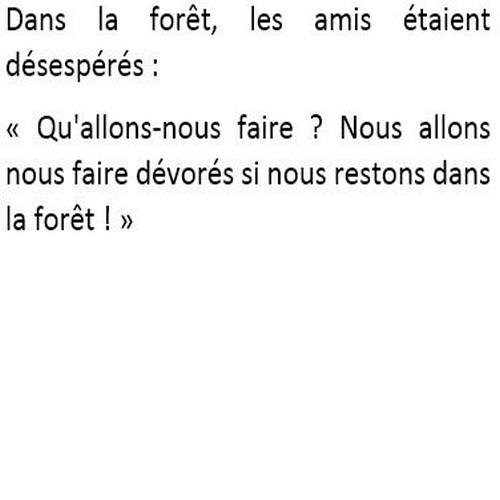 Dans la forêt, les amis étaient
désespérés :
« Qu'allons-nous faire ? Nous allons
nous faire dévorés si nous restons dans
la forêt ! »